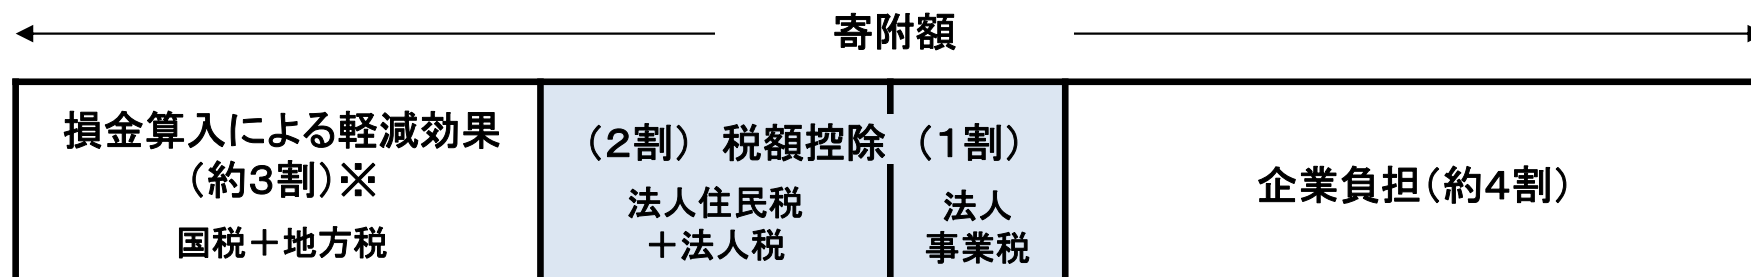 寄附額
損金算入による軽減効果
（約３割）※
国税＋地方税
（２割） 税額控除 （１割）
法人住民税
＋法人税
法人
事業税
企業負担（約４割）